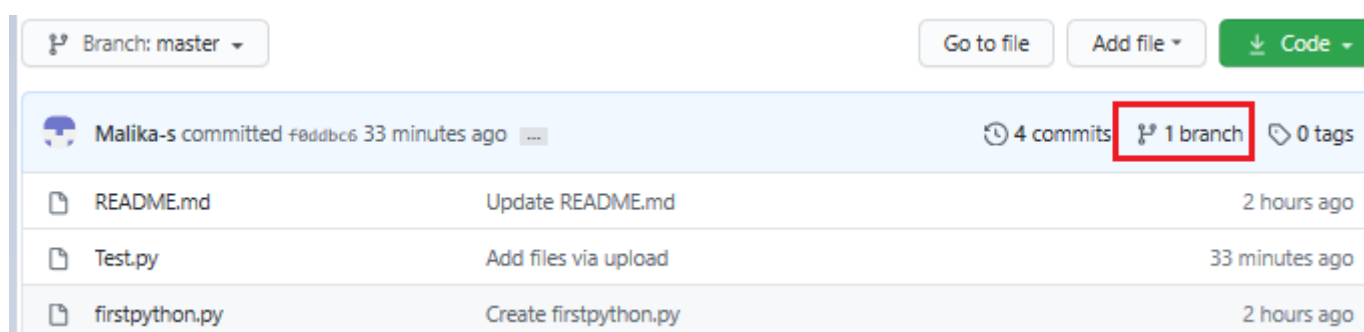 Branch: master Go to file Add file Code
Malika-s committed f0ddbc6 33 minutes ago ... 4 commits 1 branch 0 tags
README.md Update README.md 2 hours ago
Test.py Add files via upload 33 minutes ago
firstpython.py Create firstpython.py 2 hours ago